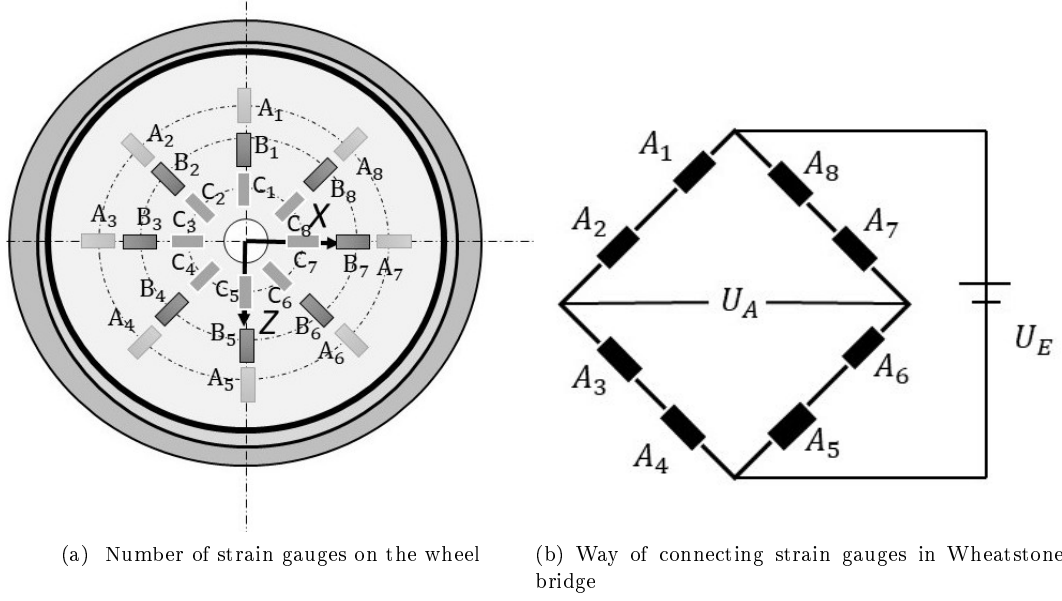 A₁
A₂
B₁
A₈
B₂
B₈
C₂
C₁
A₃
B₃
C₃
X
C₈
C₄
C₇
B₇
A₇
B₄
C₅
C₆
A₄
B₅
Z
B₆
A₆
A₅
A₁
A₈
A₂
A₇
U_A
U_E
A₃
A₆
A₄
A₅
(a) Number of strain gauges on the wheel
(b) Way of connecting strain gauges in Wheatstone
bridge